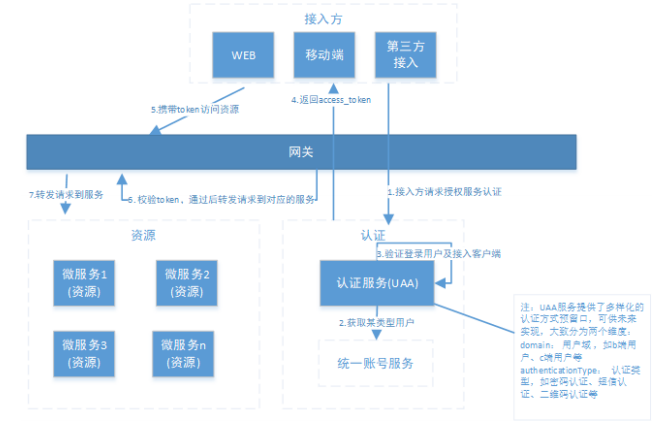 接入方
WEB
移动端
第三方
接入
5.携带token访问资源
4.返回access_token
网关
7.转发请求到服务
6.校验token，通过后转发请求到对应的服务
1.接入方请求授权服务认证
资源
认证
3.验证登录用户及接入客户端
微服务1
(资源)
微服务2
(资源)
认证服务(UAA)
2.获取某类型用户
微服务3
(资源)
微服务n
(资源)
统一账号服务
注：UAA服务提供了多样化的
认证方式预留口，可供未来
实现，大致分为两个维度：
domain：用户域，如b端用
户、c端用户等
authenticationType：认证类
型，如密码认证、短信认
证、二维码认证等